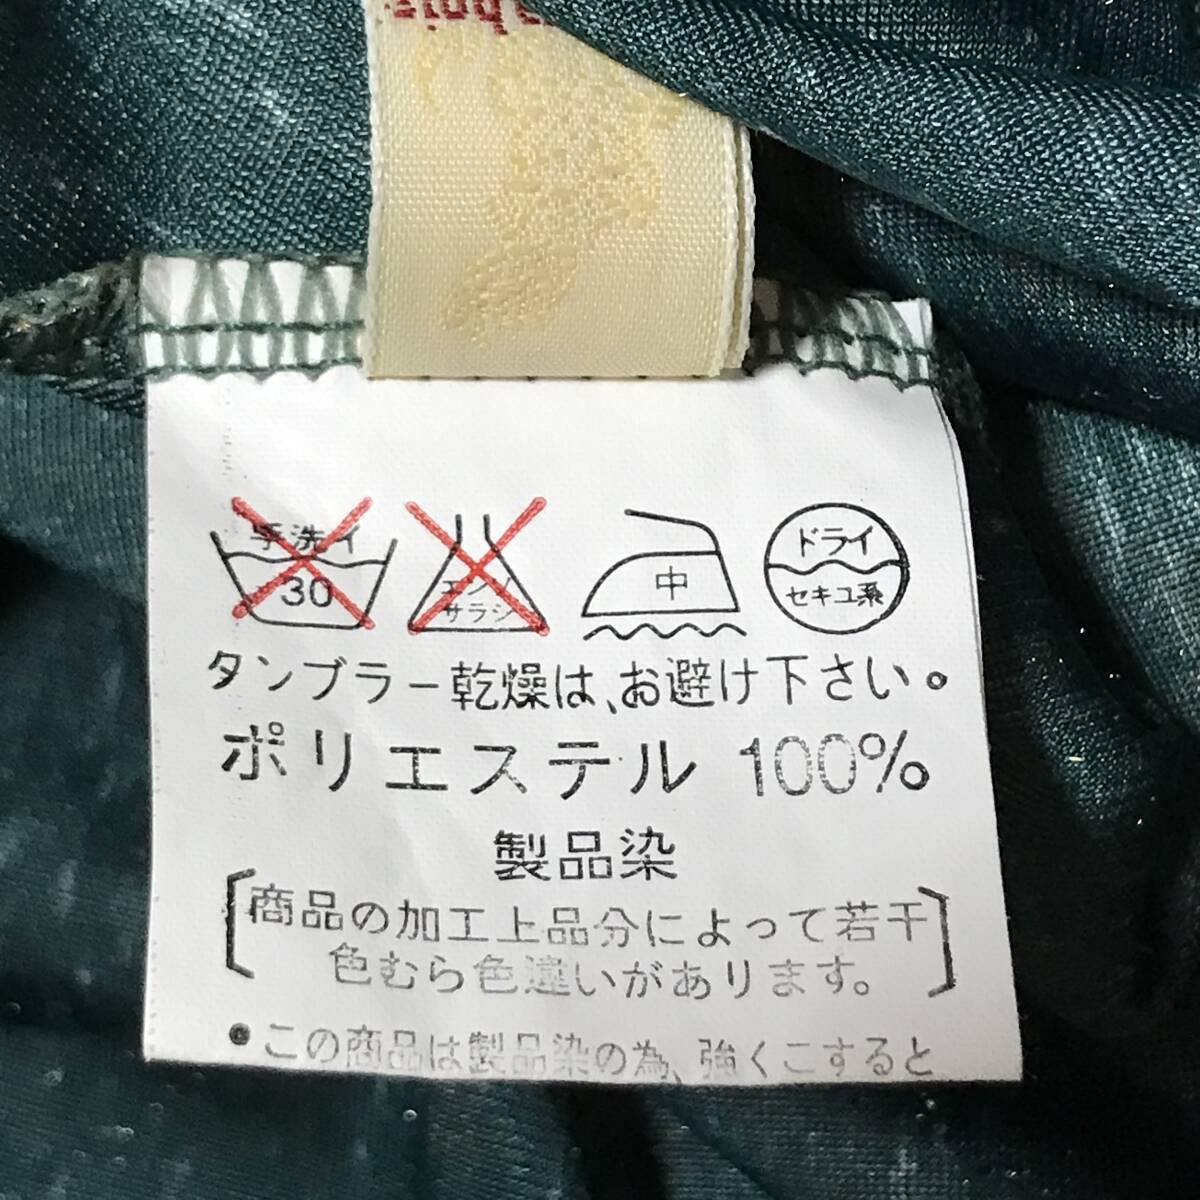 手洗イ
30
エンソ
サラシ
中
ドライ
セキユ系
タンブラー乾燥は、お避け下さい。
ポリエステル 100%
製品染
商品の加工上品分によって若干
色むら色違いがあります。
•この商品は製品染の為、強くこすると